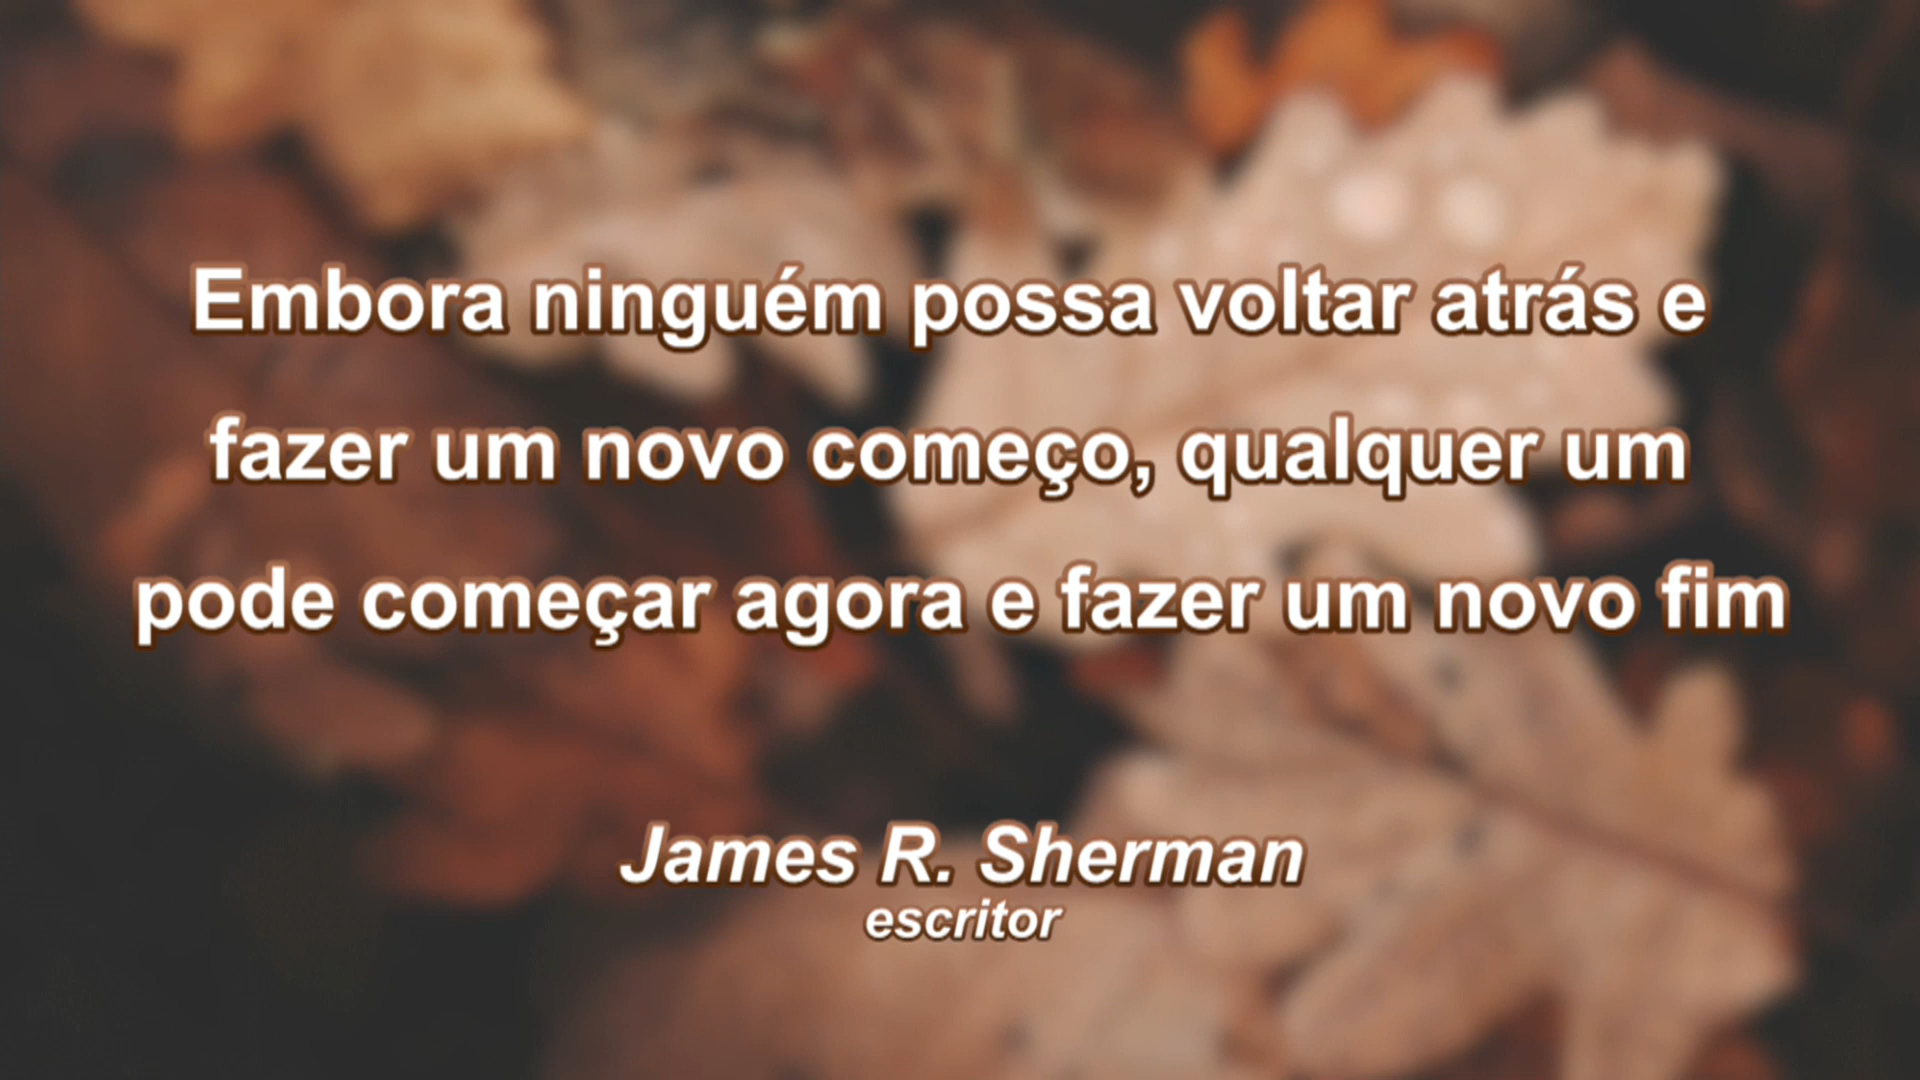 Embora ninguém possa voltar atrás e
fazer um novo começo, qualquer um
pode começar agora e fazer um novo fim
James R. Sherman
escritor